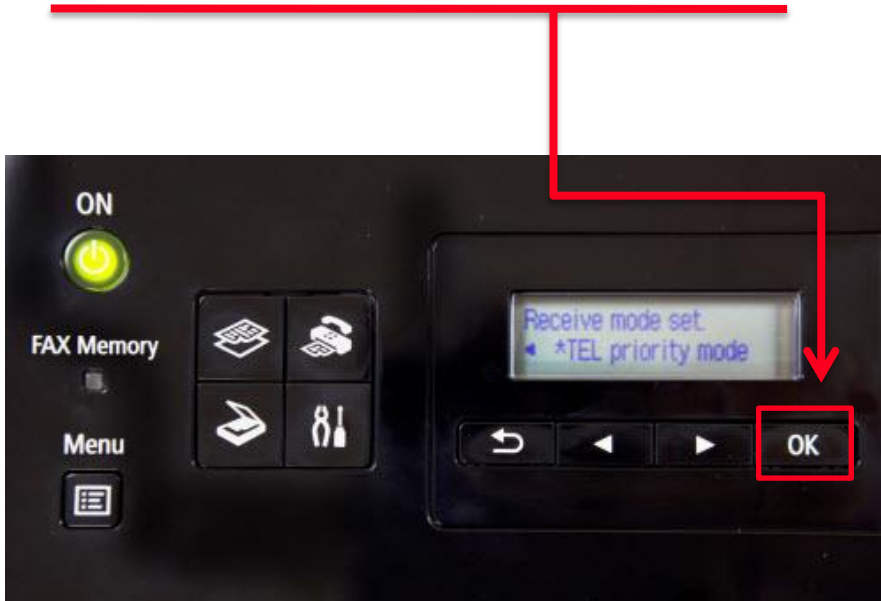 ON
FAX Memory
Menu
Receive mode set.
*TEL priority mode
OK